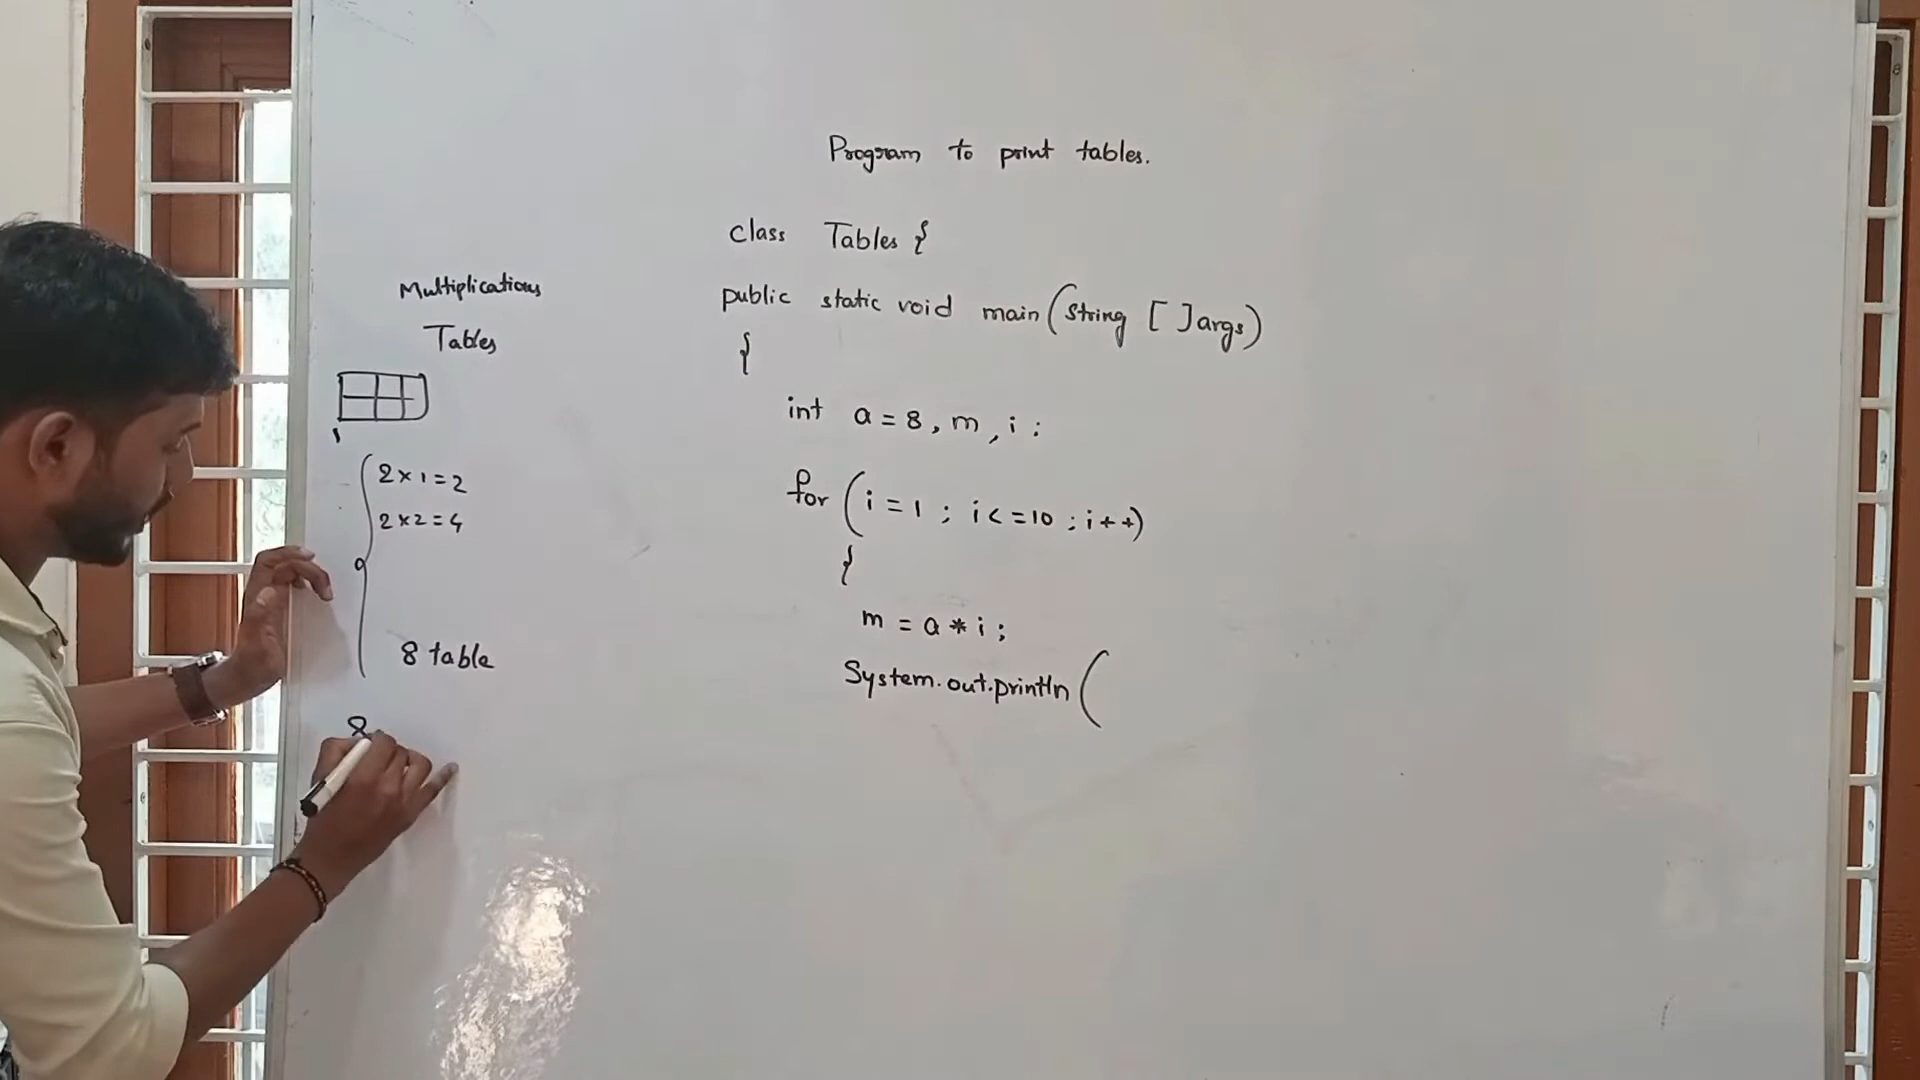 Program to print tables.
class Tables {
public static void main(String [ ]args)
{
int a = 8, m, i ;
for (i = 1 ; i <= 10 ; i++)
{
m = a * i ;
System.out.println (
Multiplications
Tables
2 × 1 = 2
2 × 2 = 4
8 table
8